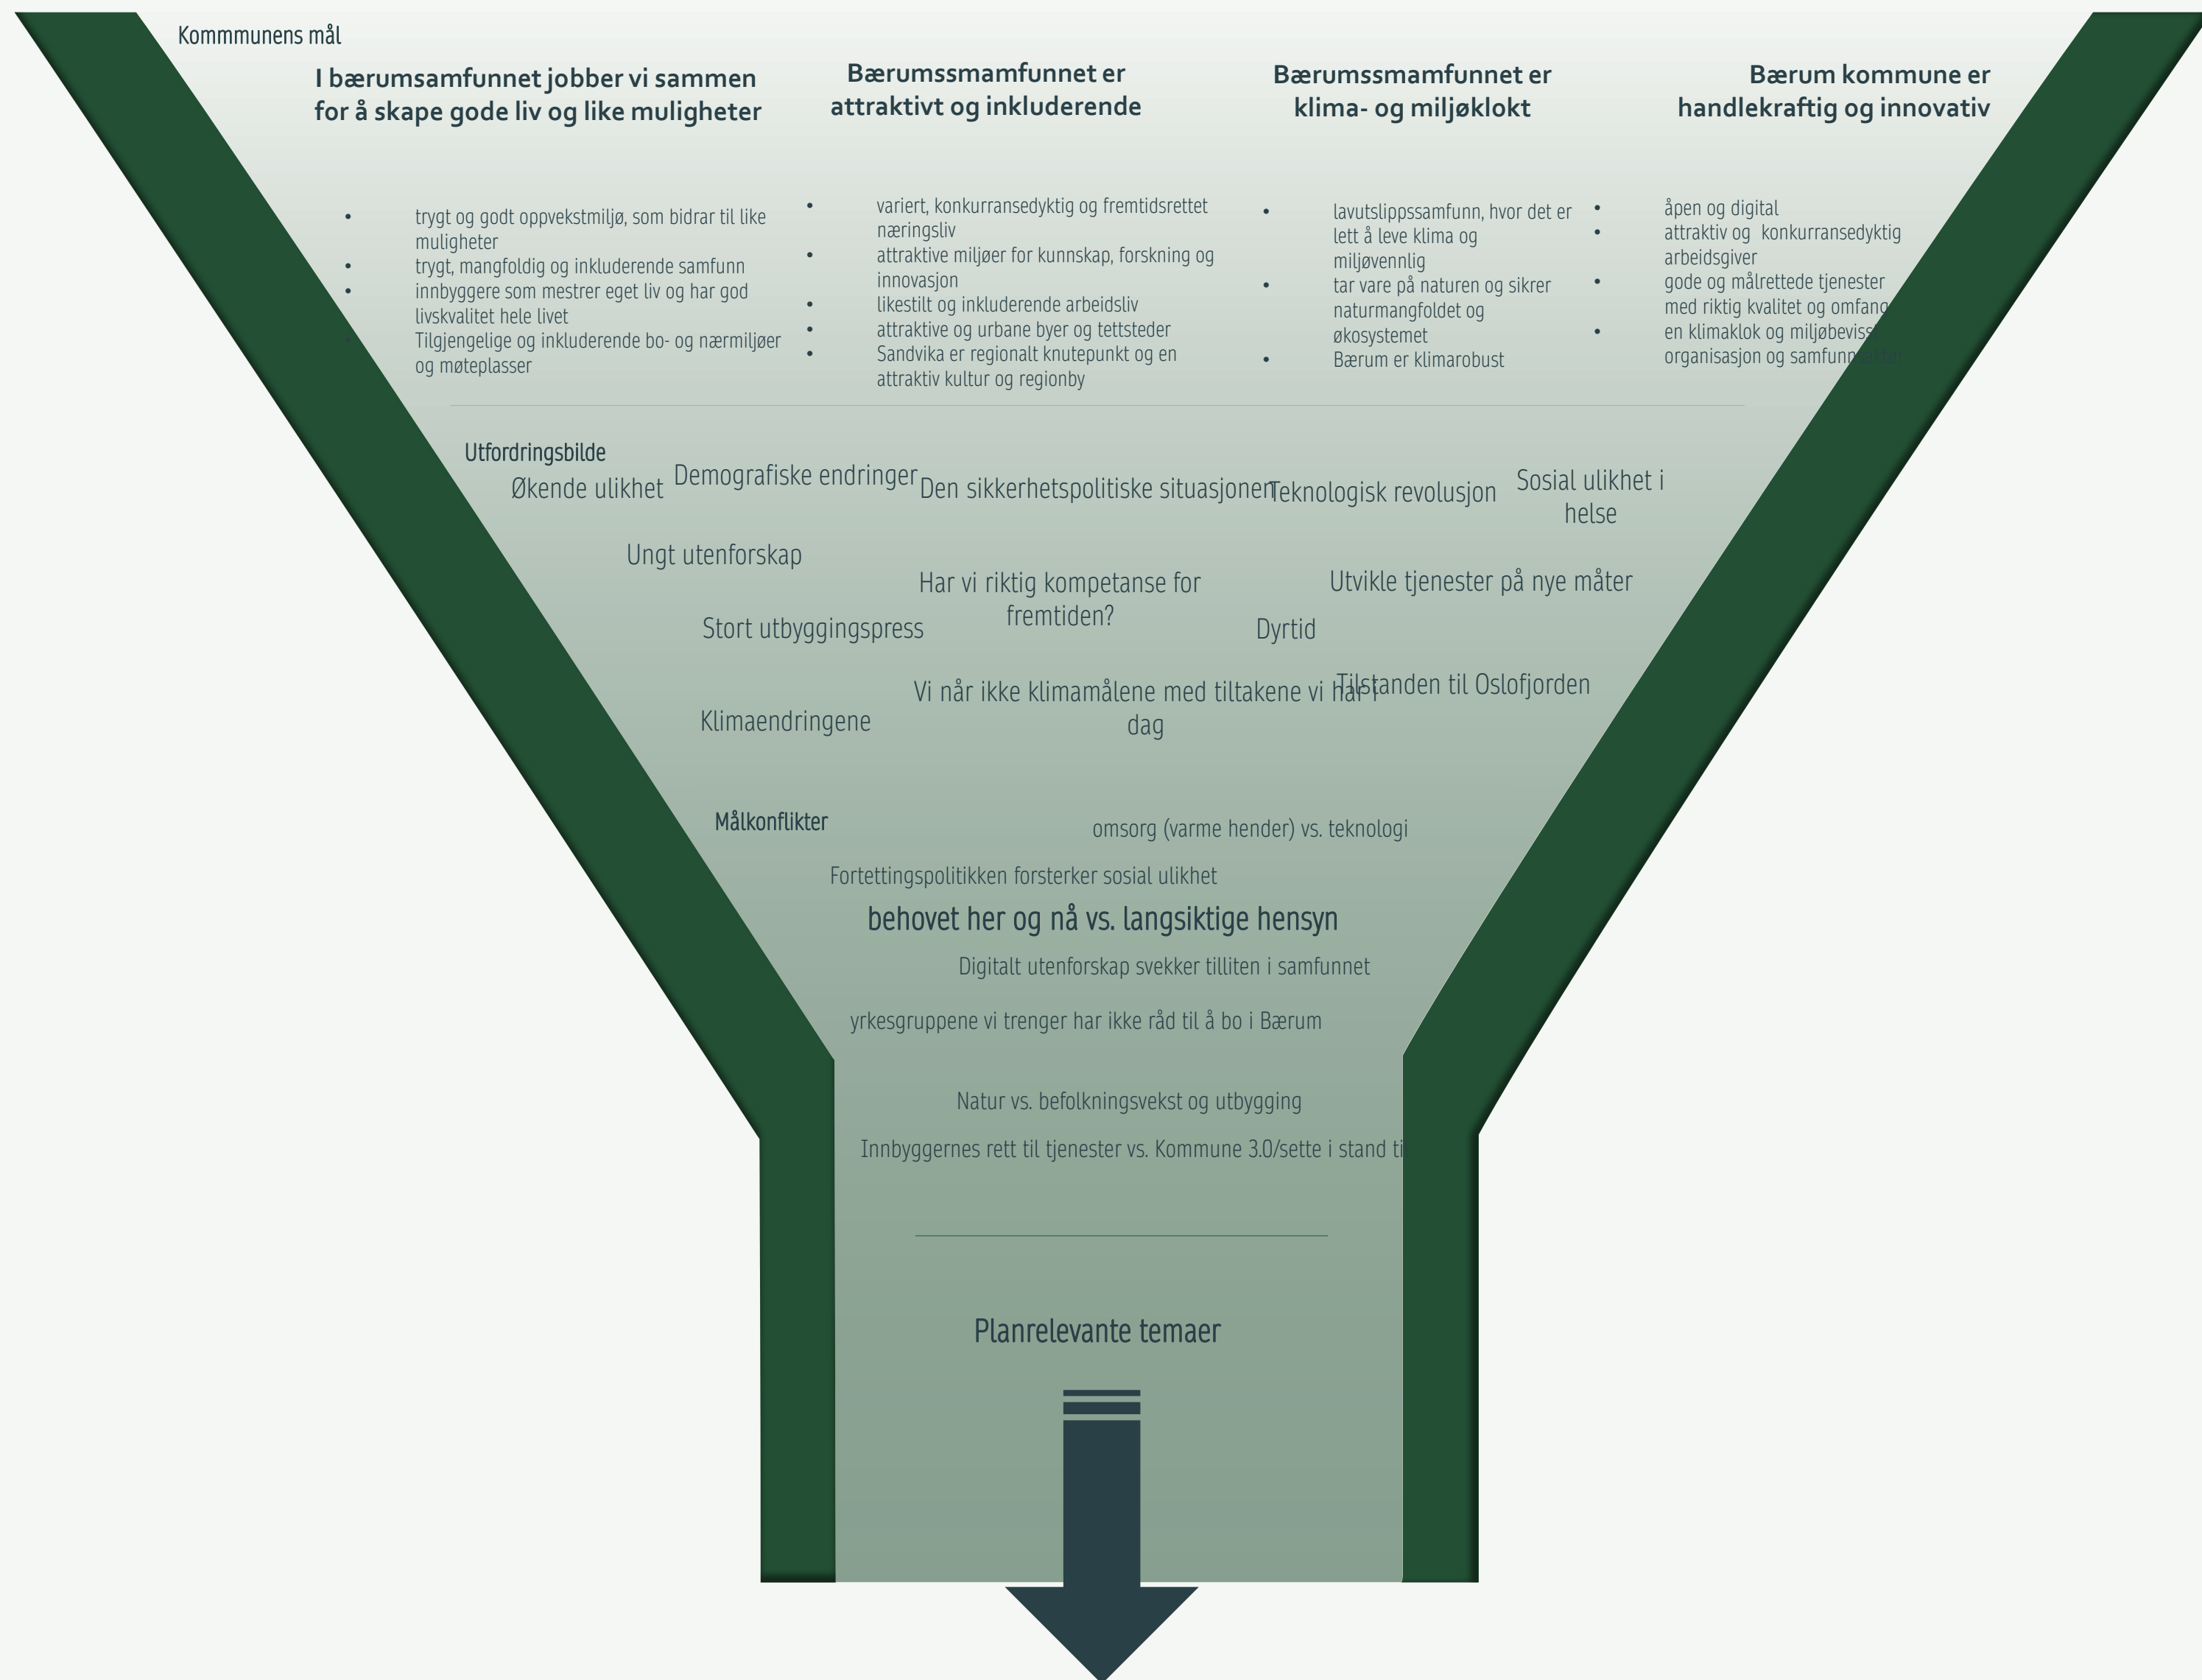 Kommmunens mål
I bærumsamfunnet jobber vi sammen
for å skape gode liv og like muligheter
Bærumssmamfunnet er
attraktivt og inkluderende
Bærumssmamfunnet er
klima- og miljøklokt
Bærum kommune er
handlekraftig og innovativ
• trygt og godt oppvekstmiljø, som bidrar til like
muligheter
• trygt, mangfoldig og inkluderende samfunn
• innbyggere som mestrer eget liv og har god
livskvalitet hele livet
• Tilgjengelige og inkluderende bo- og nærmiljøer
og møteplasser
• variert, konkurransedyktig og fremtidsrettet
næringsliv
• attraktive miljøer for kunnskap, forskning og
innovasjon
• likestilt og inkluderende arbeidsliv
• attraktive og urbane byer og tettsteder
• Sandvika er regionalt knutepunkt og en
attraktiv kultur og regionby
• lavutslippssamfunn, hvor det er
lett å leve klima og
miljøvennlig
• tar vare på naturen og sikrer
naturmangfoldet og
økosystemet
• Bærum er klimarobust
• åpen og digital
• attraktiv og konkurransedyktig
arbeidsgiver
• gode og målrettede tjenester
med riktig kvalitet og omfang
• en klimaklok og miljøbevisst
organisasjon og
Utfordringsbilde
Økende ulikhet
Demografiske endringer
Den sikkerhetspolitiske situasjonen
Teknologisk revolusjon
Sosial ulikhet i
helse
Ungt utenforskap
Har vi riktig kompetanse for
fremtiden?
Utvikle tjenester på nye måter
Stort utbyggingspress
Dyrtid
Vi når ikke klimamålene med tiltakene vi har i
dag
Tilstanden til Oslofjorden
Klimaendringene
Målkonflikter
omsorg (varme hender) vs. teknologi
Fortettingspolitikken forsterker sosial ulikhet
behovet her og nå vs. langsiktige hensyn
Digitalt utenforskap svekker tilliten i samfunnet
yrkesgruppene vi trenger har ikke råd til å bo i Bærum
Natur vs. befolkningsvekst og utbygging
Innbyggernes rett til tjenester vs. Kommune 3.0/sette i stand
Planrelevante temaer